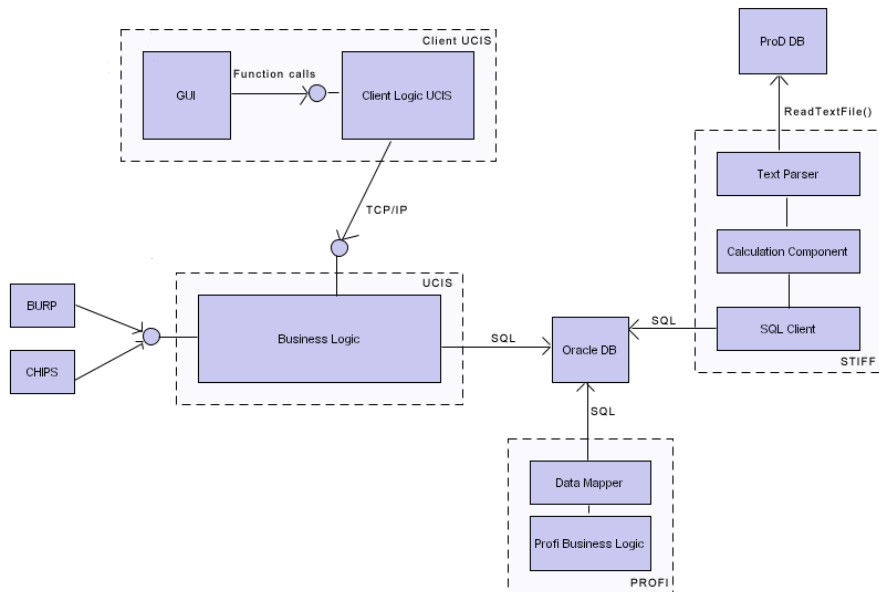 ProD DB
Client UCIS
Function calls
GUI
Client Logic UCIS
ReadTextFile()
Text Parser
TCP/IP
Calculation Component
UCIS
BURP
Business Logic
SQL
SQL
SQL Client
Oracle DB
STIFF
CHIPS
SQL
Data Mapper
Profi Business Logic
PROFI